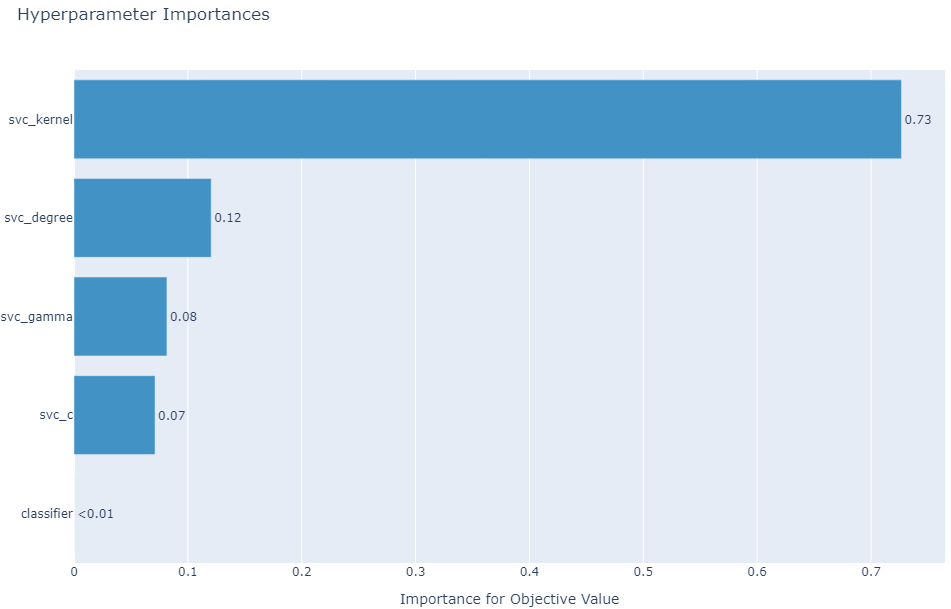 Hyperparameter Importances
svc_kernel 0.73
svc_degree 0.12
svc_gamma 0.08
svc_c 0.07
classifier <0.01
0 0.1 0.2 0.3 0.4 0.5 0.6 0.7
Importance for Objective Value